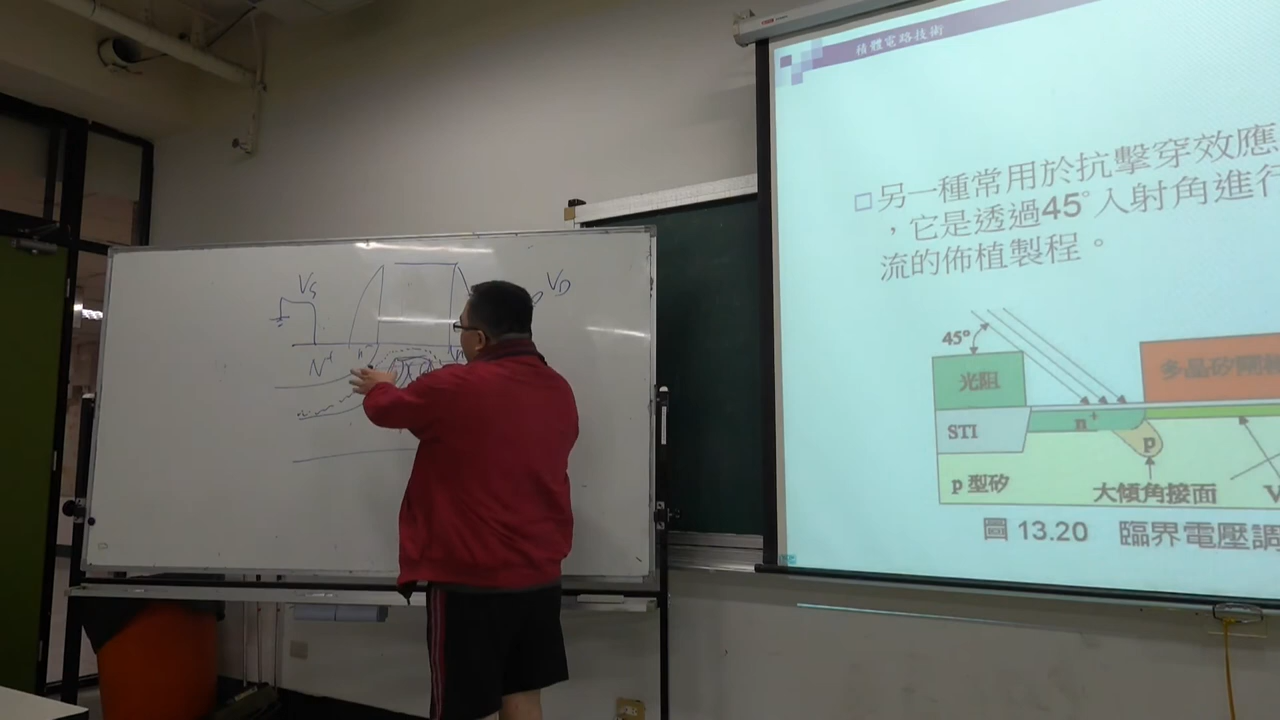 積體電路技術
□ 另一種常用於抗擊穿效應
，它是透過45°入射角進行
流的佈植製程。
45°
光阻
多晶矽閘
n+
STI
p
p 型矽
大傾角接面
V
圖 13.20 臨界電壓調
VS
VD
N+
n-